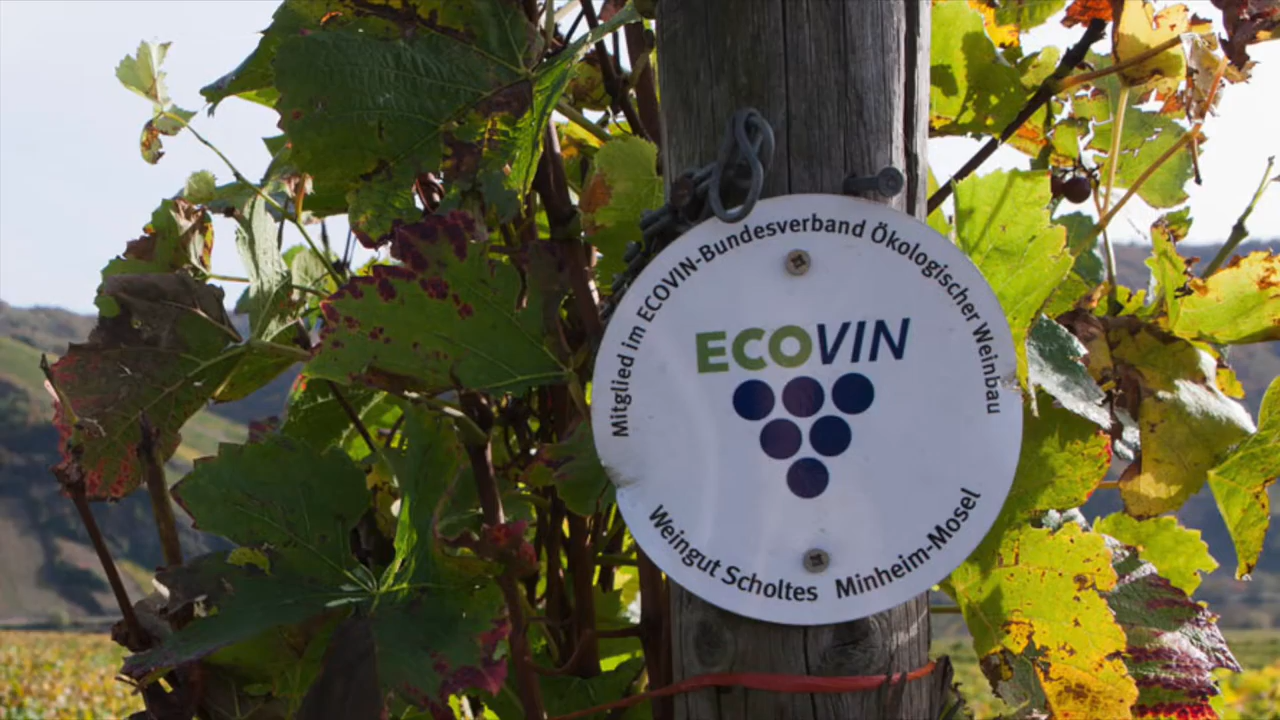 Mitglied im ECOVIN-Bundesverband Ökologischer Weinbau
ECOVIN
Weingut Scholtes Minheim-Mosel